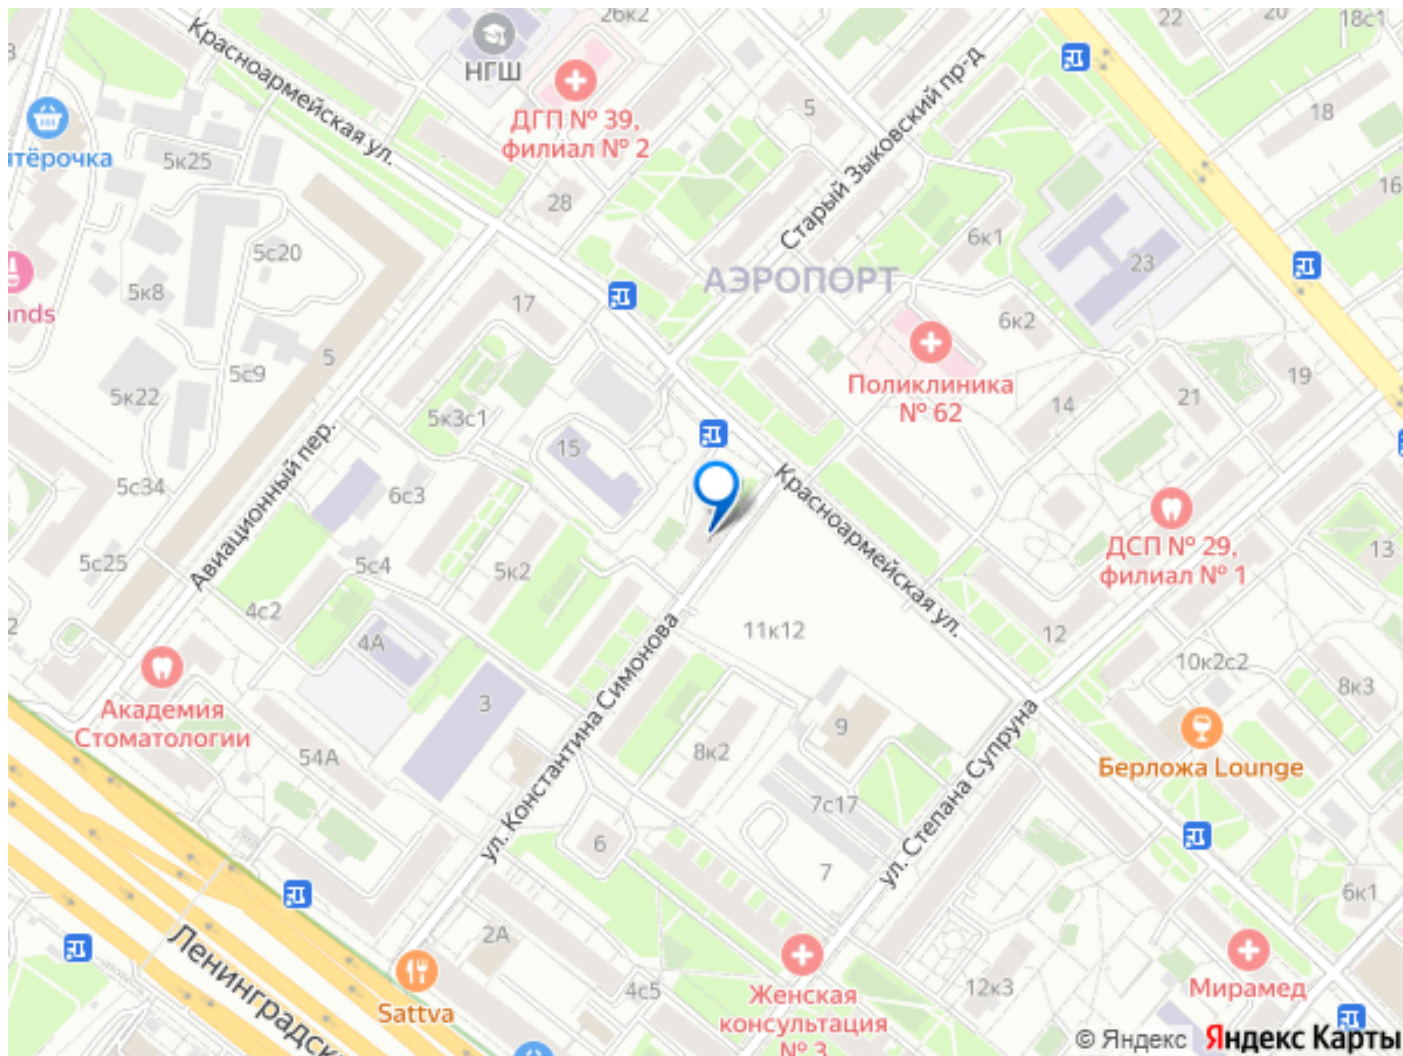 26к2
22
20
18с1
Красноармейская ул.
НГШ
ДГП № 39,
филиал № 2
5
Старый Зыковский пр-д
18
5к25
16
28
6к1
5с20
АЭРОПОРТ
23
5к8
17
6к2
5
Поликлиника
№ 62
5с9
19
5к22
14
21
5к3с1
15
Авиационный пер.
5с34
6с3
Красноармейская ул.
ДСП № 29,
филиал № 1
13
5с25
5с4
5к2
4с2
11к12
12
4А
10к2с2
8к3
ул. Константина Симонова
3
Академия
Стоматологии
9
ул. Степана Супруна
8к2
54А
Берложа Lounge
7с17
6
7
6к1
2А
Ленинградск
Sattva
4с5
12к3
Мирамед
Женская
консультация
№ 3
© Яндекс Яндекс Карты